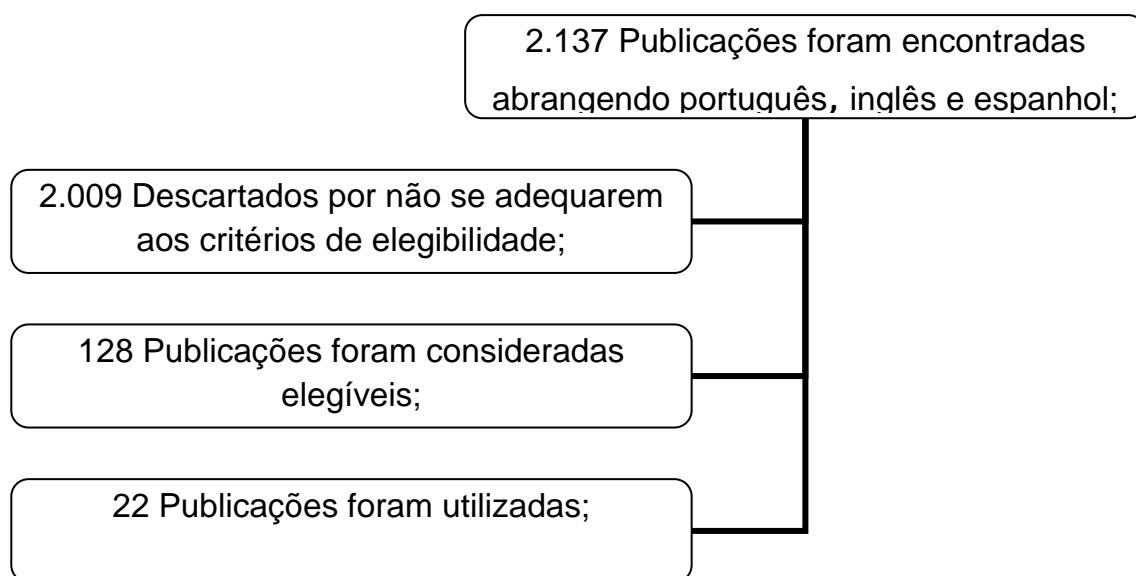 2.137 Publicações foram encontradas
abrangendo português, inglês e espanhol;
2.009 Descartados por não se adequarem
aos critérios de elegibilidade;
128 Publicações foram consideradas
elegíveis;
22 Publicações foram utilizadas;